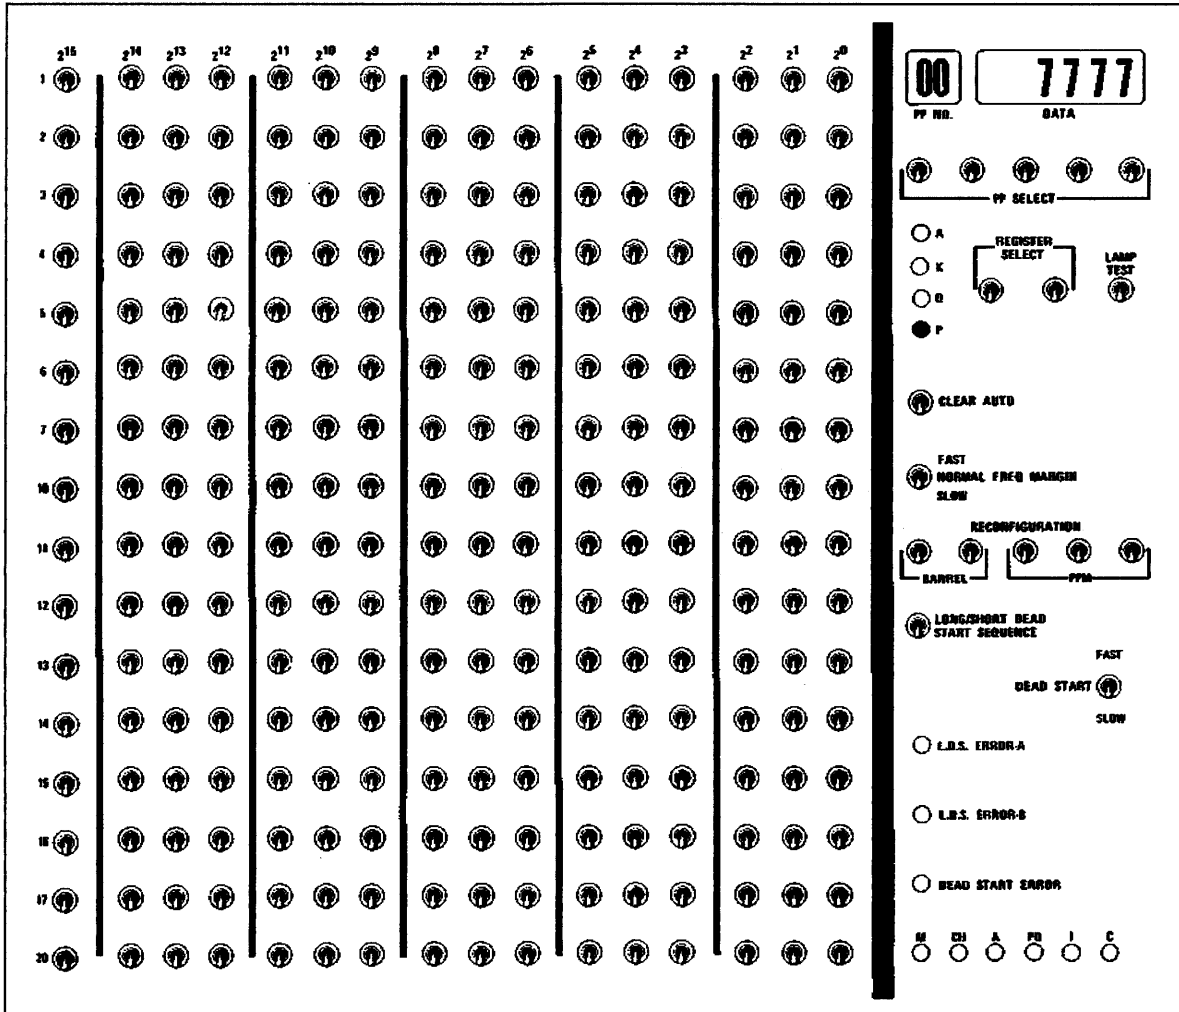 2¹⁵ 2¹⁴ 2¹³ 2¹² 2¹¹ 2¹⁰ 2⁹ 2⁸ 2⁷ 2⁶ 2⁵ 2⁴ 2³ 2² 2¹ 2⁰
1
2
3
4
5
6
7
10
11
12
13
14
15
16
17
20
00
PP NO.
7777
DATA
PP SELECT
A
K
Q
P
REGISTER
SELECT
LAMP
TEST
CLEAR AUTO
FAST
NORMAL FREQ MARGIN
SLOW
RECONFIGURATION
BARREL
PPM
LONG/SHORT DEAD
START SEQUENCE
FAST
DEAD START
SLOW
L.D.S. ERROR-A
L.D.S. ERROR-B
DEAD START ERROR
M CH A PD I C